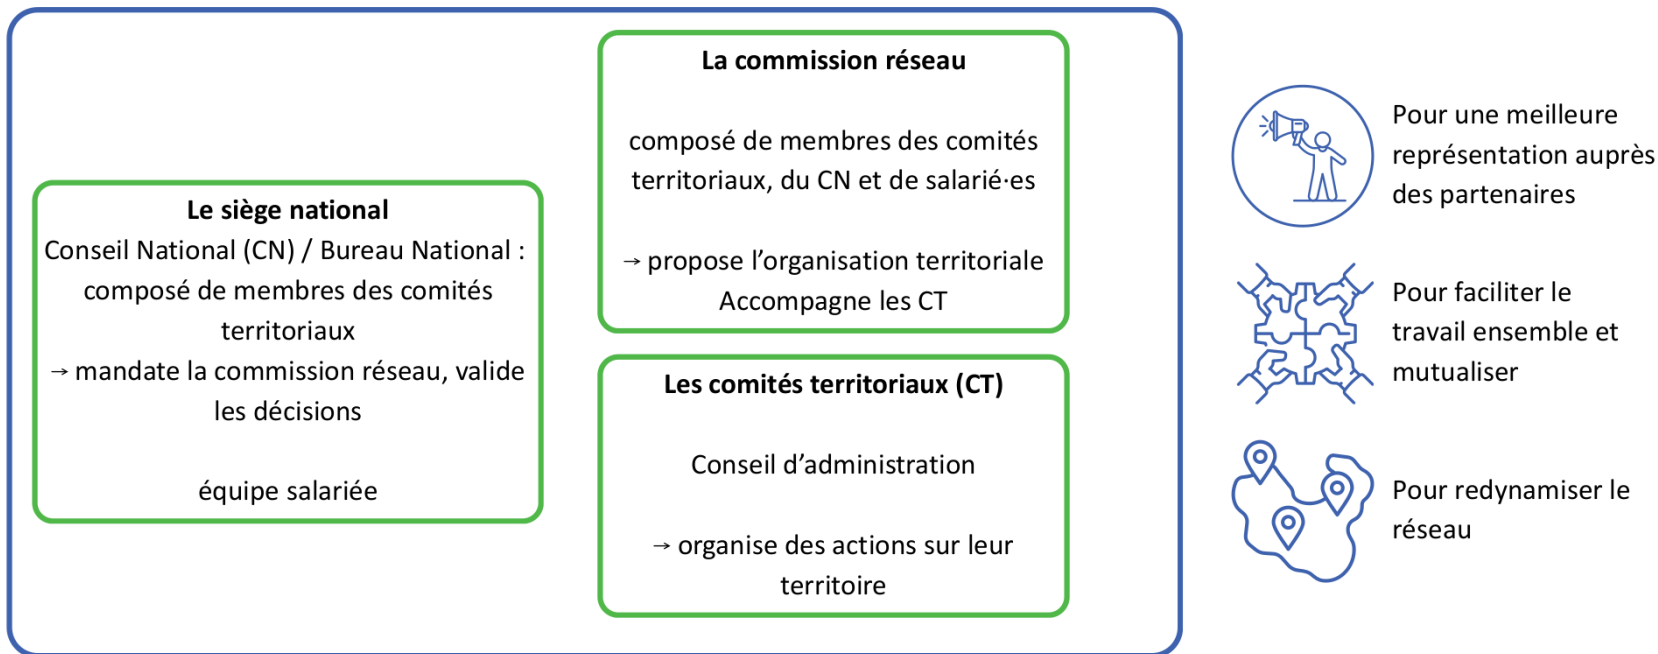 Le siège national
Conseil National (CN) / Bureau National :
composé de membres des comités
territoriaux
→ mandate la commission réseau, valide
les décisions
équipe salariée
La commission réseau
composé de membres des comités
territoriaux, du CN et de salarié·es
→ propose l’organisation territoriale
Accompagne les CT
Les comités territoriaux (CT)
Conseil d’administration
→ organise des actions sur leur
territoire
Pour une meilleure
représentation auprès
des partenaires
Pour faciliter le
travail ensemble et
mutualiser
Pour redynamiser le
réseau